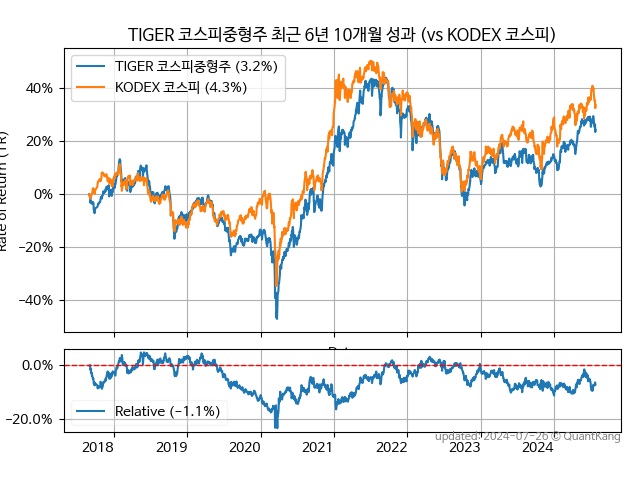 TIGER 코스피중형주 최근 6년 10개월 성과 (vs KODEX 코스피)
TIGER 코스피중형주 (3.2%)
KODEX 코스피 (4.3%)
Rate of Return (TR)
40%
20%
0%
−20%
−40%
0.0%
−20.0%
Relative (−1.1%)
2018 2019 2020 2021 2022 2023 2024
updated: 2024-07-26 © QuantKang